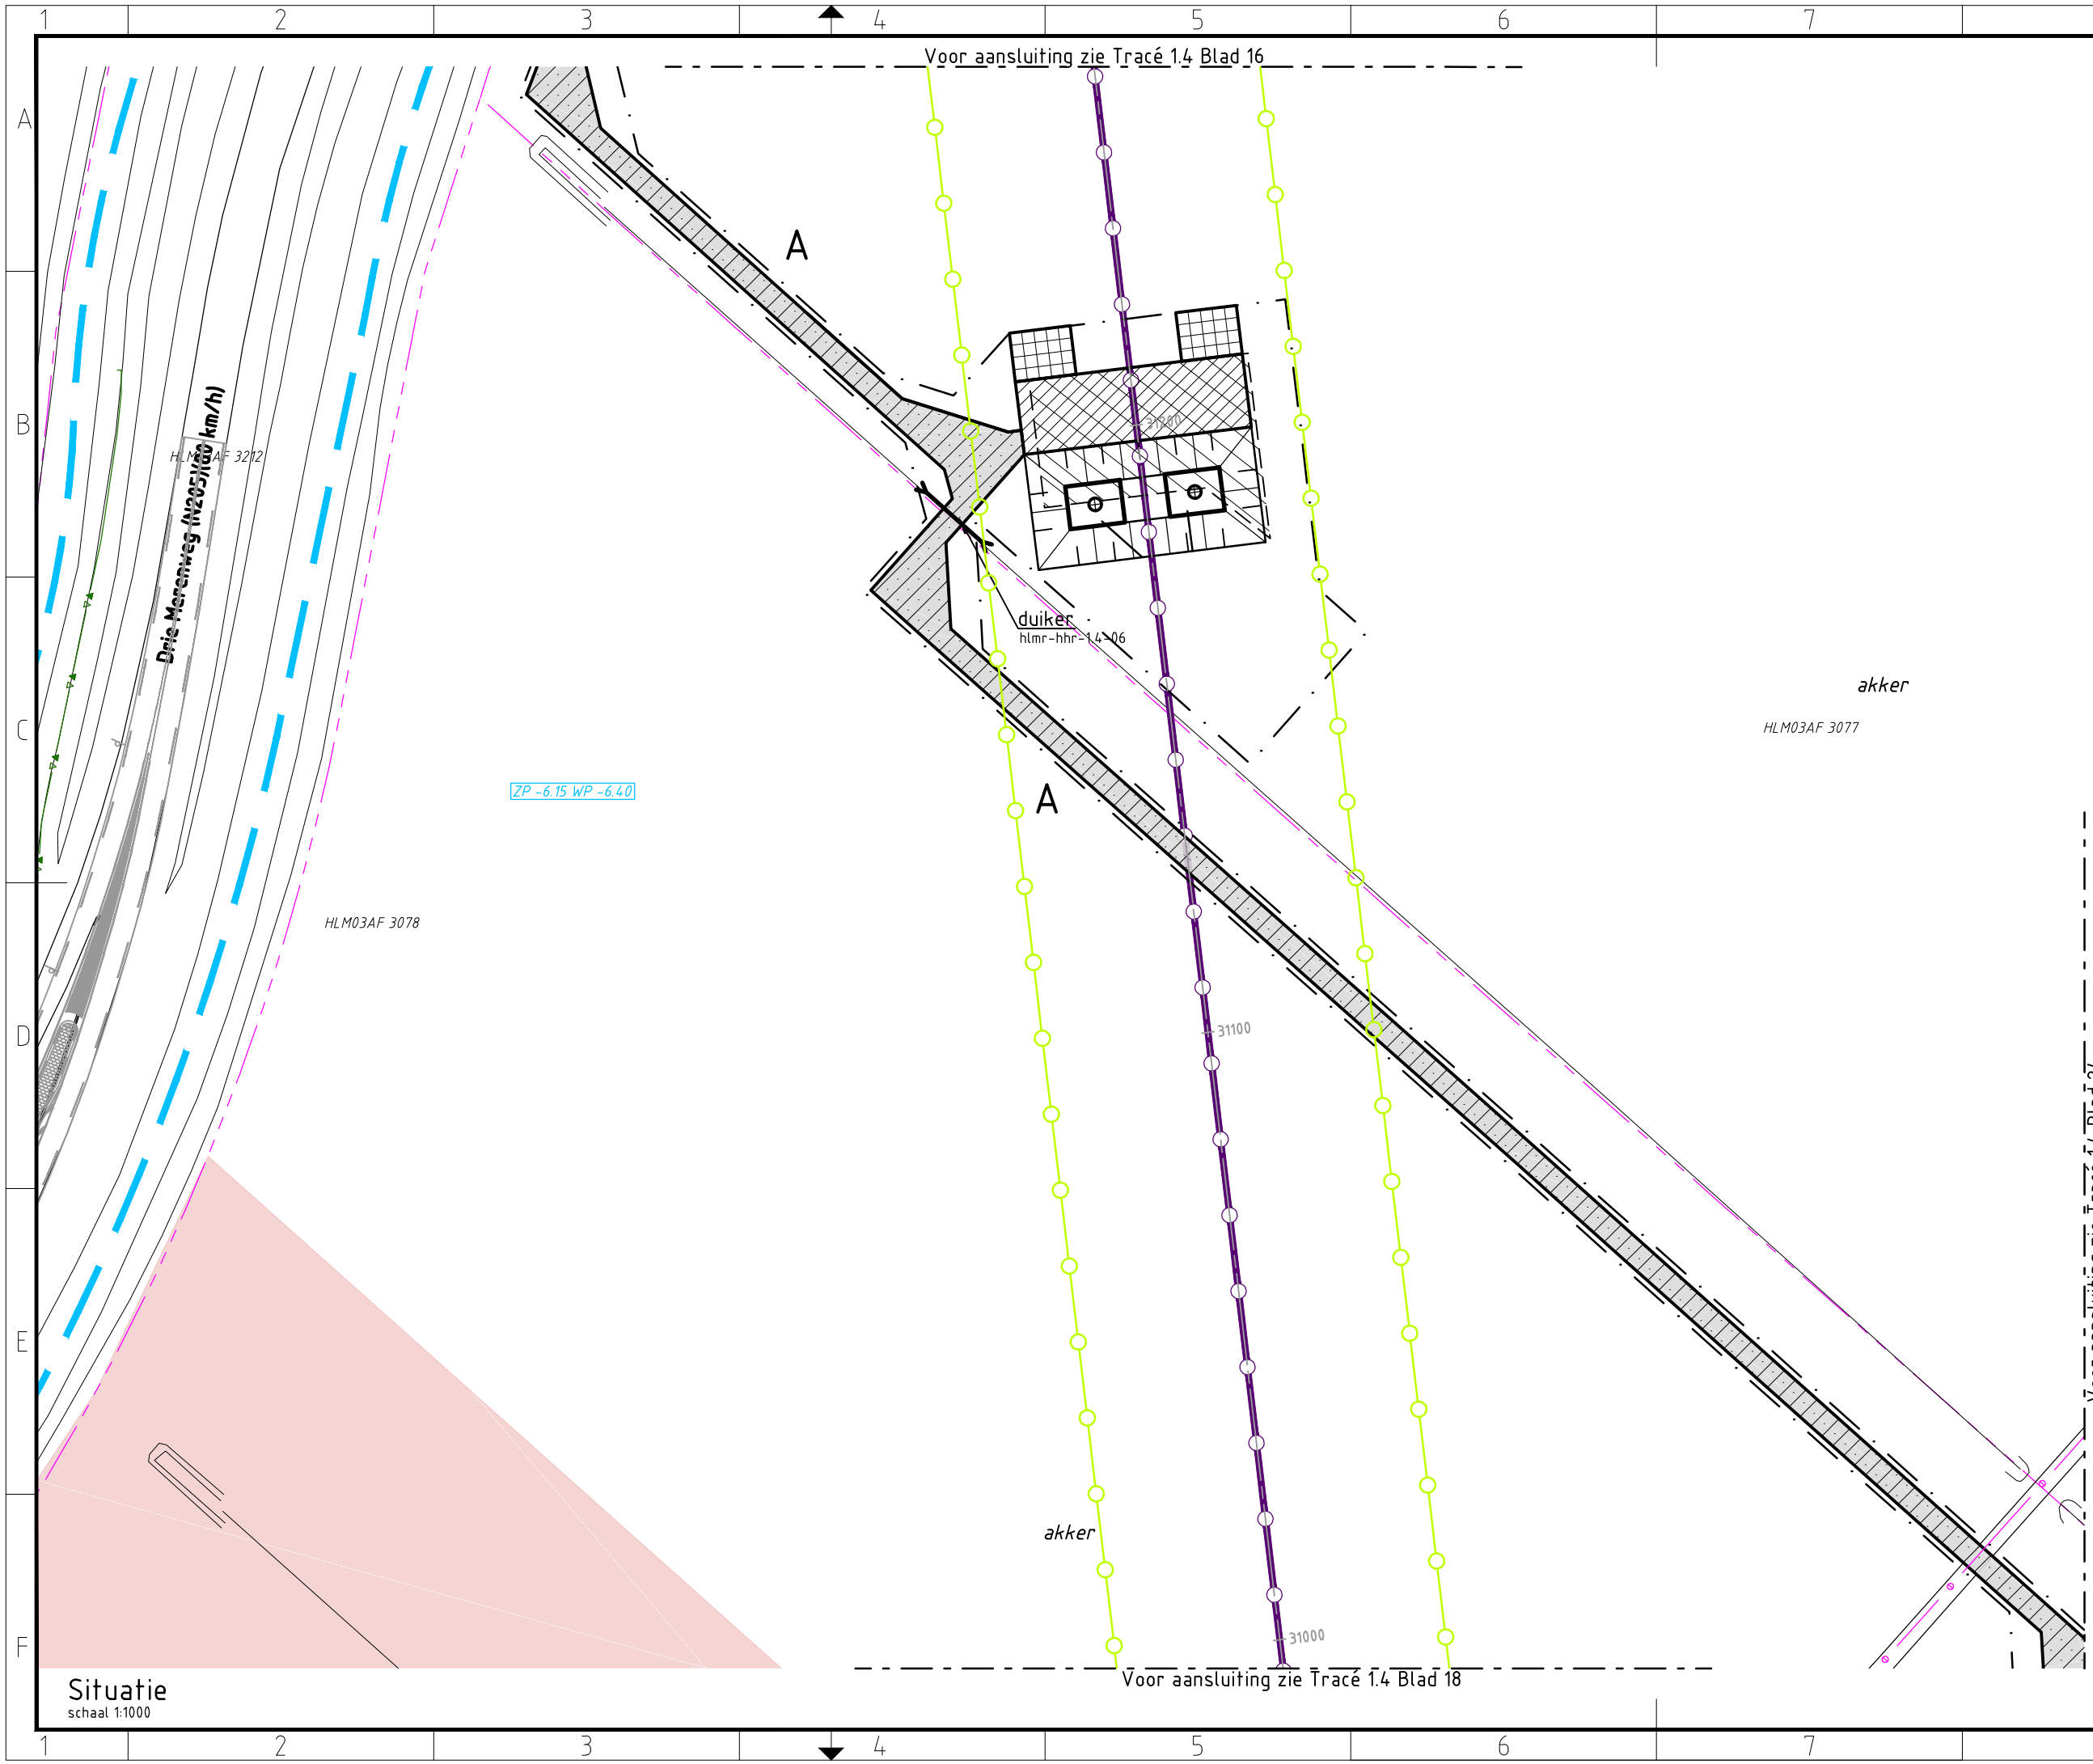 1 2 3 4 5 6 7
Voor aansluiting zie Tracé 1.4 Blad 16
A
A
B
31200
HLM03AF 3212
Drie Merenweg (N205)(80 km/h)
duiker
hlmr-hhr-1.4-06
akker
HLM03AF 3077
C
ZP -6.15 WP -6.40
A
HLM03AF 3078
D
31100
E
akker
F
31000
Voor aansluiting zie Tracé 1.4 Blad 18
Situatie
schaal 1:1000
1 2 3 4 5 6 7